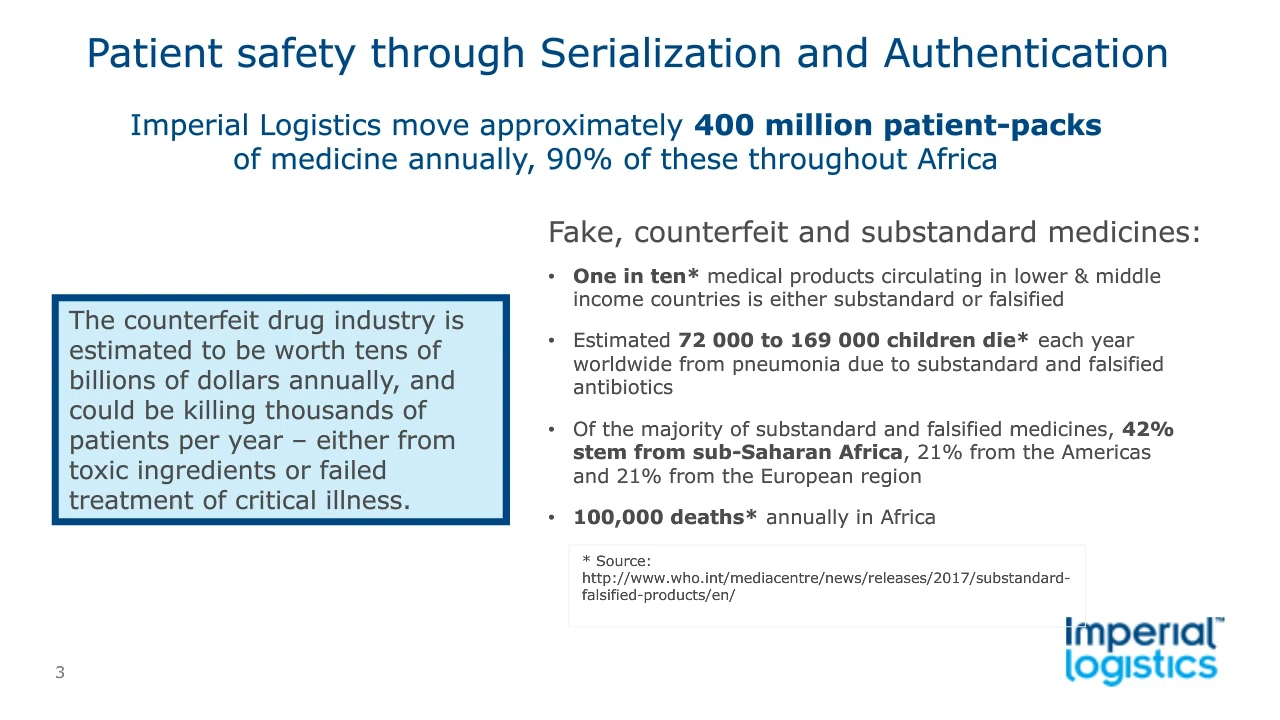 Patient safety through Serialization and Authentication
Imperial Logistics move approximately 400 million patient-packs
of medicine annually, 90% of these throughout Africa
The counterfeit drug industry is
estimated to be worth tens of
billions of dollars annually, and
could be killing thousands of
patients per year – either from
toxic ingredients or failed
treatment of critical illness.
Fake, counterfeit and substandard medicines:
• One in ten* medical products circulating in lower & middle
income countries is either substandard or falsified
• Estimated 72 000 to 169 000 children die* each year
worldwide from pneumonia due to substandard and falsified
antibiotics
• Of the majority of substandard and falsified medicines, 42%
stem from sub-Saharan Africa, 21% from the Americas
and 21% from the European region
• 100,000 deaths* annually in Africa
* Source:
http://www.who.int/mediacentre/news/releases/2017/substandard-
falsified-products/en/
Imperial™
logistics
3